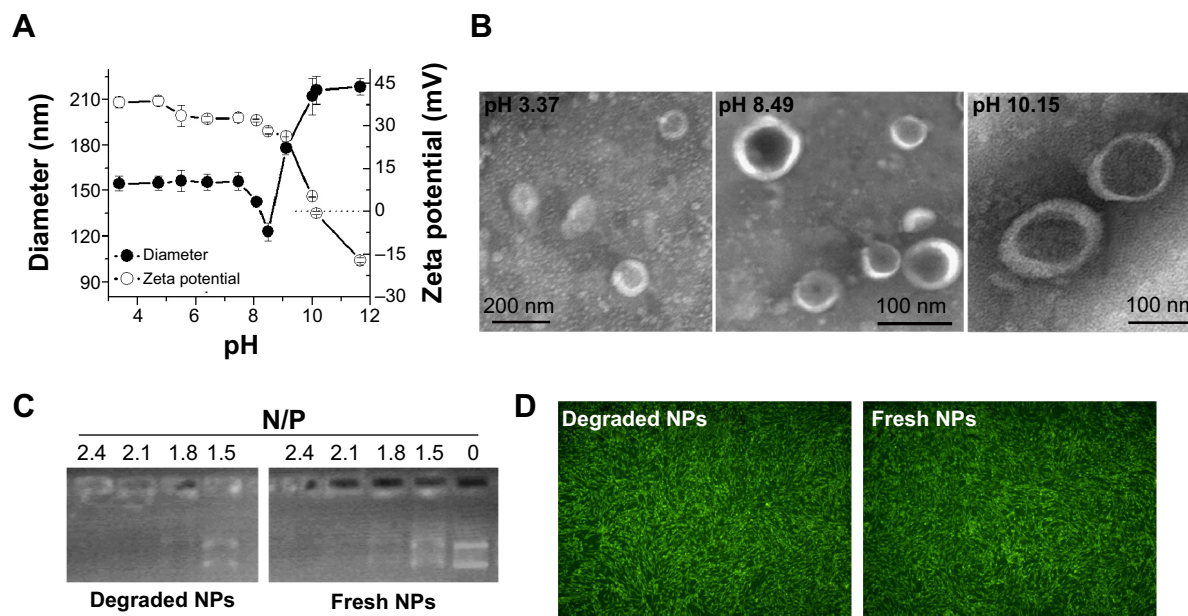 A
Diameter (nm)
210
180
150
120
90
Diameter
Zeta potential
4 6 8 10 12
pH
45
30
15
0
–15
–30
Zeta potential (mV)
B
pH 3.37
200 nm
pH 8.49
100 nm
pH 10.15
100 nm
C
N/P
2.4 2.1 1.8 1.5
2.4 2.1 1.8 1.5 0
Degraded NPs
Fresh NPs
D
Degraded NPs
Fresh NPs